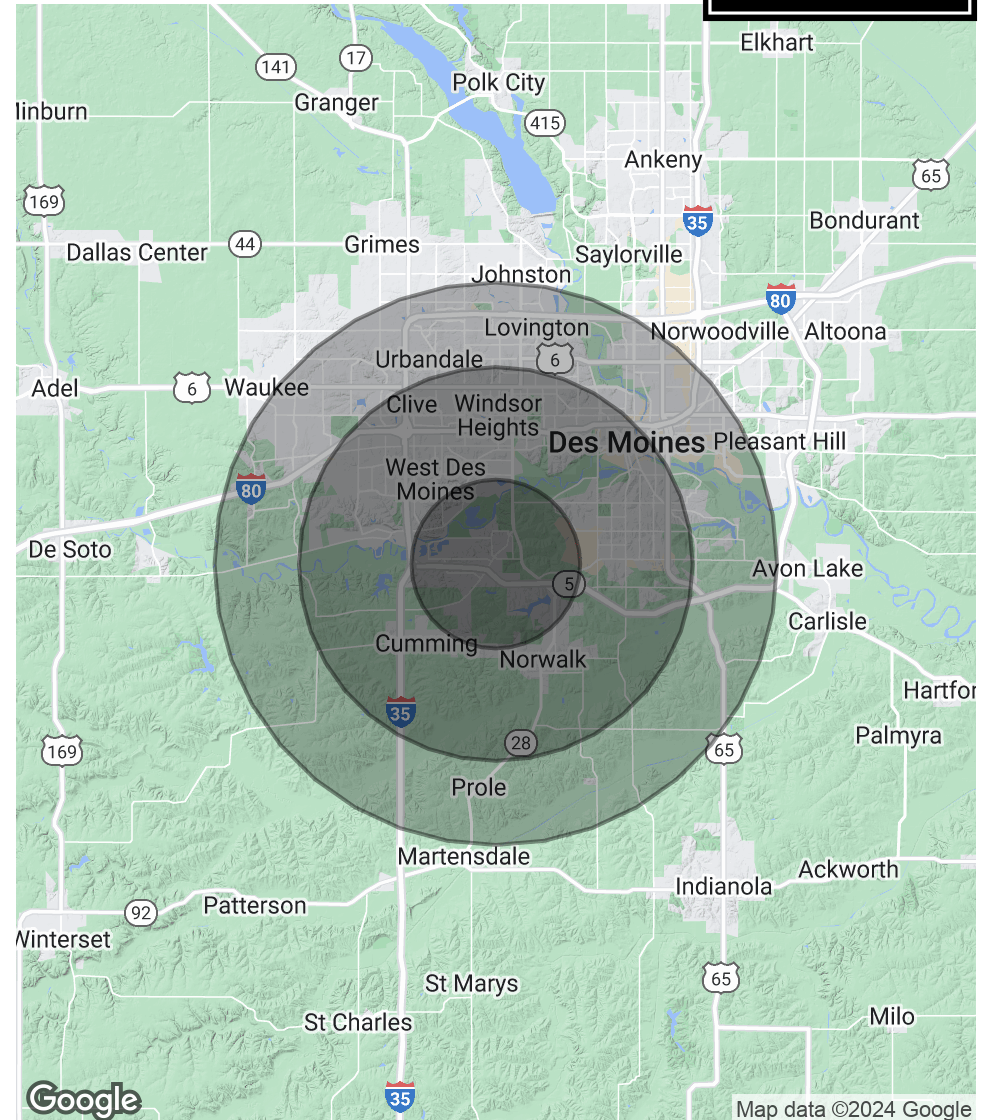 Elkhart
17
141
Polk City
Granger
Minburn
415
Ankeny
65
169
35
Bondurant
44
Grimes
Dallas Center
Saylorville
Johnston
80
Lovington
Norwoodville
Altoona
Urbandale
6
Adel
6
Waukee
Clive
Windsor
Heights
Des Moines
Pleasant Hill
West Des
Moines
80
De Soto
Avon Lake
5
Carlisle
Cumming
Norwalk
Hartfor
35
Palmyra
28
65
169
Prole
Martensdale
Ackworth
Indianola
Patterson
92
Winterset
65
St Marys
St Charles
Milo
35
Google
Map data ©2024 Google